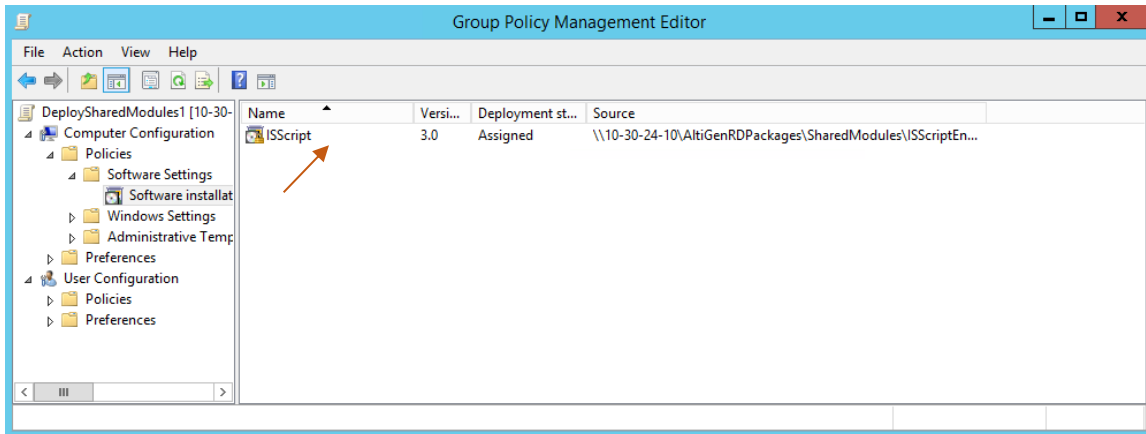 Group Policy Management Editor
File Action View Help
DeploySharedModules1 [10-30-
Computer Configuration
Policies
Software Settings
Software installat
Windows Settings
Administrative Temp
Preferences
User Configuration
Policies
Preferences
Name Versi... Deployment st... Source
ISScript 3.0 Assigned \\10-30-24-10\AltiGenRDPackages\SharedModules\ISScriptEn...